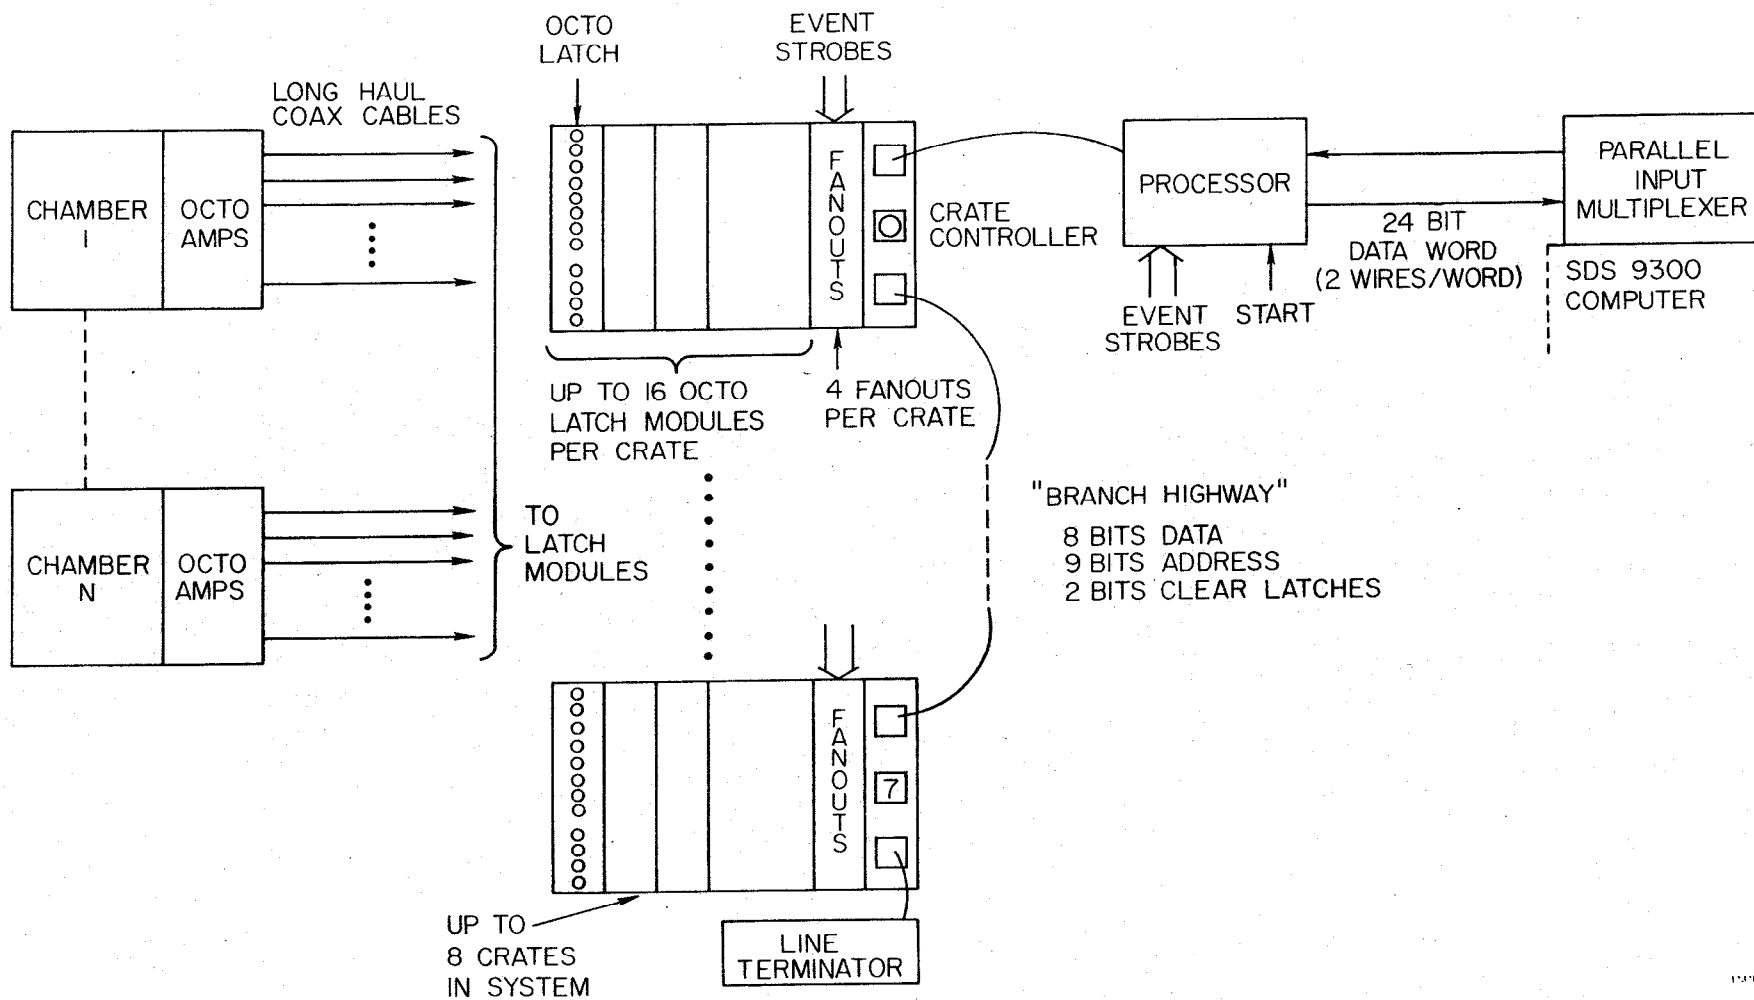 OCTO
LATCH
EVENT
STROBES
LONG HAUL
COAX CABLES
CHAMBER
1
OCTO
AMPS
FANOUTS
CRATE
CONTROLLER
O
PROCESSOR
PARALLEL
INPUT
MULTIPLEXER
24 BIT
DATA WORD
(2 WIRES/WORD)
SDS 9300
COMPUTER
EVENT
STROBES
START
UP TO 16 OCTO
LATCH MODULES
PER CRATE
4 FANOUTS
PER CRATE
"BRANCH HIGHWAY"
8 BITS DATA
9 BITS ADDRESS
2 BITS CLEAR LATCHES
TO
LATCH
MODULES
CHAMBER
N
OCTO
AMPS
FANOUTS
7
UP TO
8 CRATES
IN SYSTEM
LINE
TERMINATOR